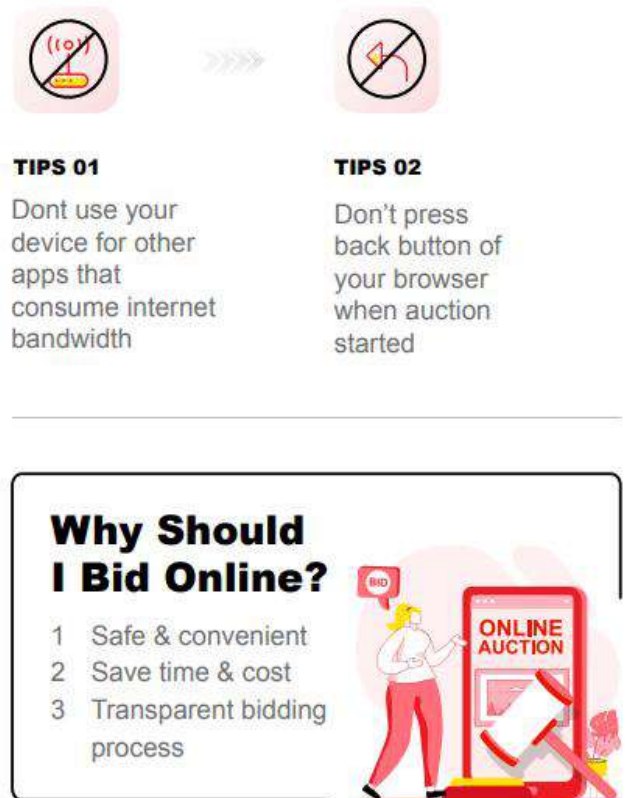 TIPS 01
Dont use your
device for other
apps that
consume internet
bandwidth
TIPS 02
Don't press
back button of
your browser
when auction
started
Why Should
I Bid Online?
1 Safe & convenient
2 Save time & cost
3 Transparent bidding
process
BID
ONLINE
AUCTION